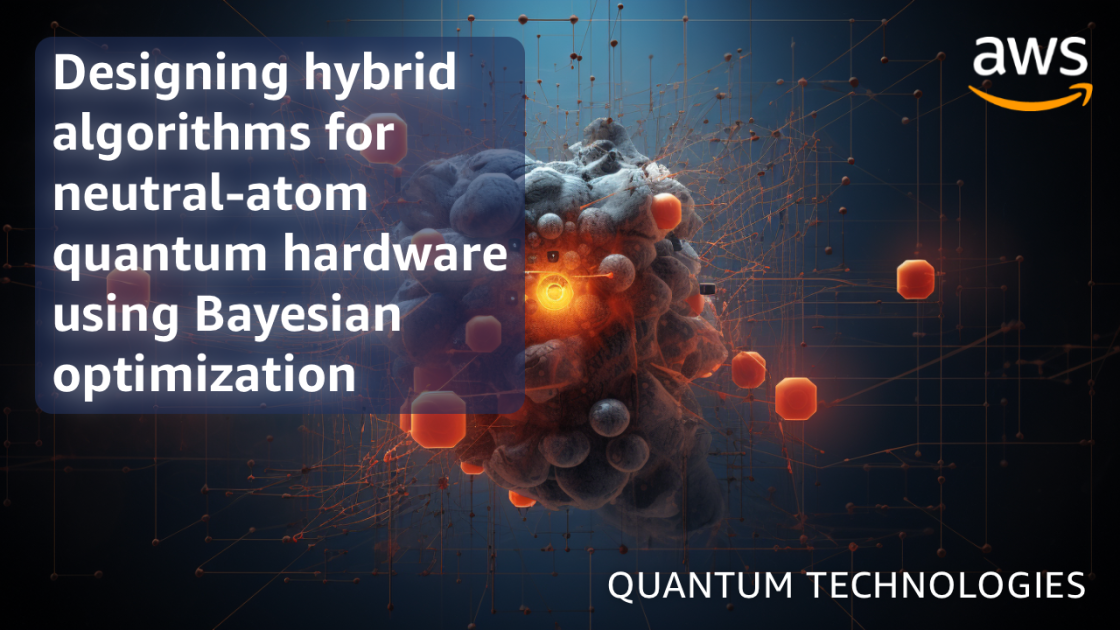 Designing hybrid
algorithms for
neutral-atom
quantum hardware
using Bayesian
optimization
aws
QUANTUM TECHNOLOGIES